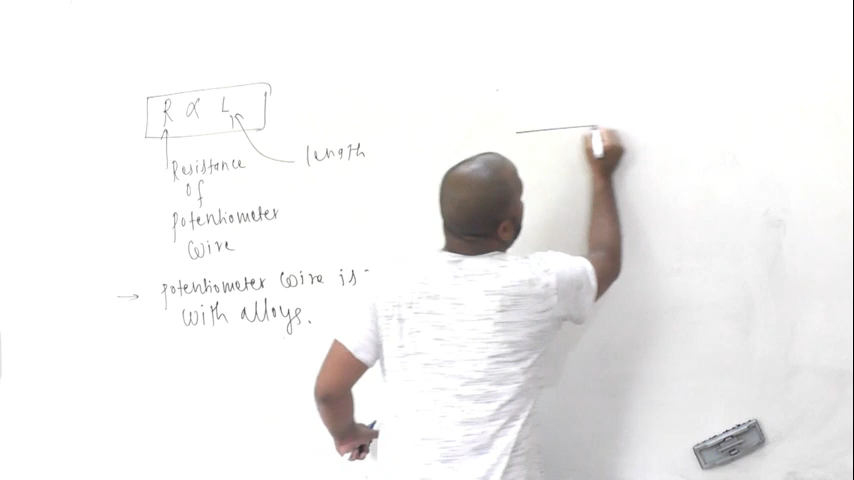 R ∝ L
length
Resistance
of
potentiometer
wire
→ potentiometer wire is
with alloys.